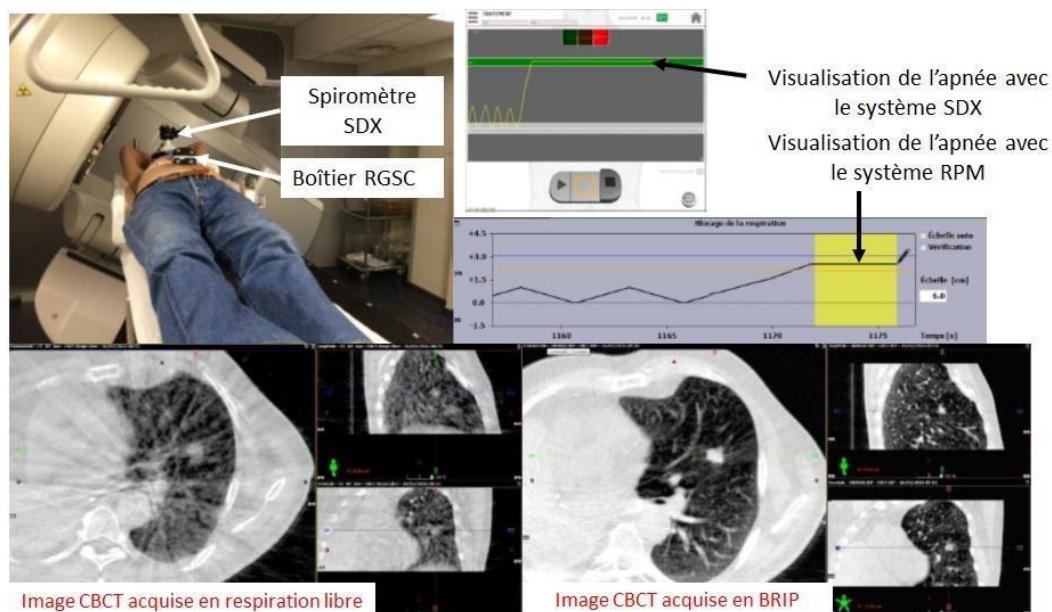 TRAITEMENT
Spiromètre
SDX
Boîtier RGSC
Visualisation de l’apnée avec
le système SDX
Visualisation de l’apnée avec
le système RPM
Blocage de la respiration
+4.5
+3.0
+1.5
0.0
-1.5
1160
1165
1170
1175
Temps [s]
Échelle auto
Vérification
Échelle [cm]
6.0
Image CBCT acquise en respiration libre
Image CBCT acquise en BRIP